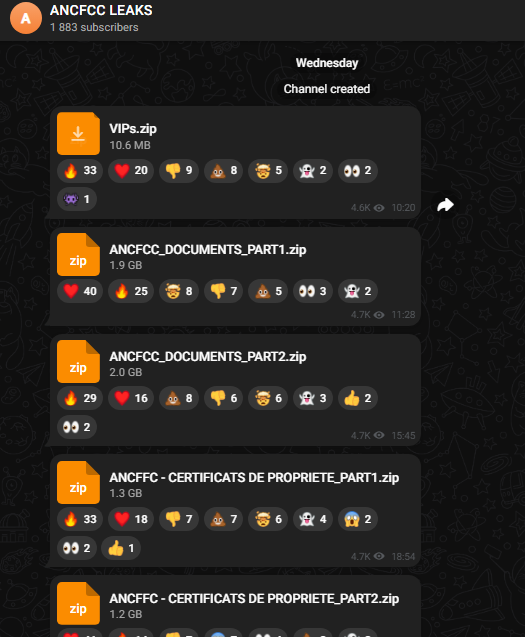 A
ANCFCC LEAKS
1 883 subscribers
Wednesday
Channel created
VIPs.zip
10.6 MB
33 20 9 8 5 2 2
1
4.6K 10:20
zip
ANCFCC_DOCUMENTS_PART1.zip
1.9 GB
40 25 8 7 5 3 2
4.7K 11:28
zip
ANCFCC_DOCUMENTS_PART2.zip
2.0 GB
29 16 8 6 6 3 2
2
4.7K 15:45
zip
ANCFFC - CERTIFICATS DE PROPRIETE_PART1.zip
1.3 GB
33 18 7 7 6 4 2
2 1
4.7K 18:54
zip
ANCFFC - CERTIFICATS DE PROPRIETE_PART2.zip
1.2 GB